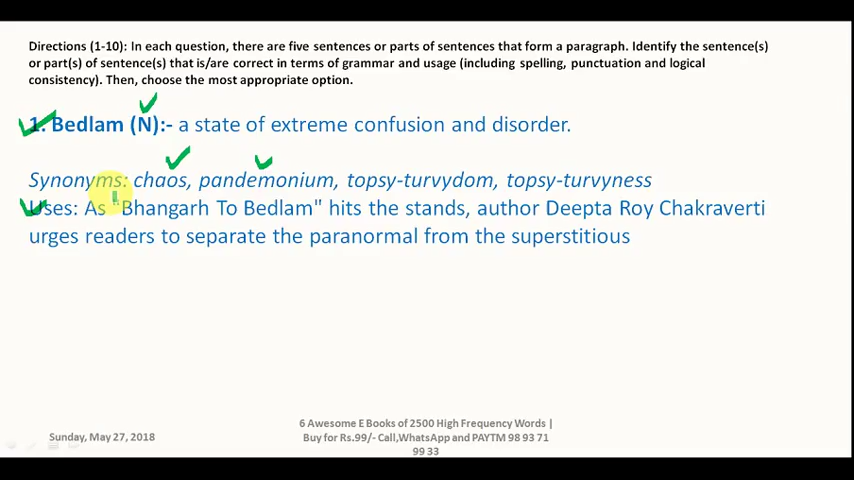 Directions (1-10): In each question, there are five sentences or parts of sentences that form a paragraph. Identify the sentence(s)
or part(s) of sentence(s) that is/are correct in terms of grammar and usage (including spelling, punctuation and logical
consistency). Then, choose the most appropriate option.
1. Bedlam (N):- a state of extreme confusion and disorder.
Synonyms: chaos, pandemonium, topsy-turvydom, topsy-turvyness
Uses: As "Bhangarh To Bedlam" hits the stands, author Deepta Roy Chakraverti
urges readers to separate the paranormal from the superstitious
6 Awesome E Books of 2500 High Frequency Words |
Sunday, May 27, 2018
Buy for Rs.99/- Call,WhatsApp and PAYTM 98 93 71
99 33